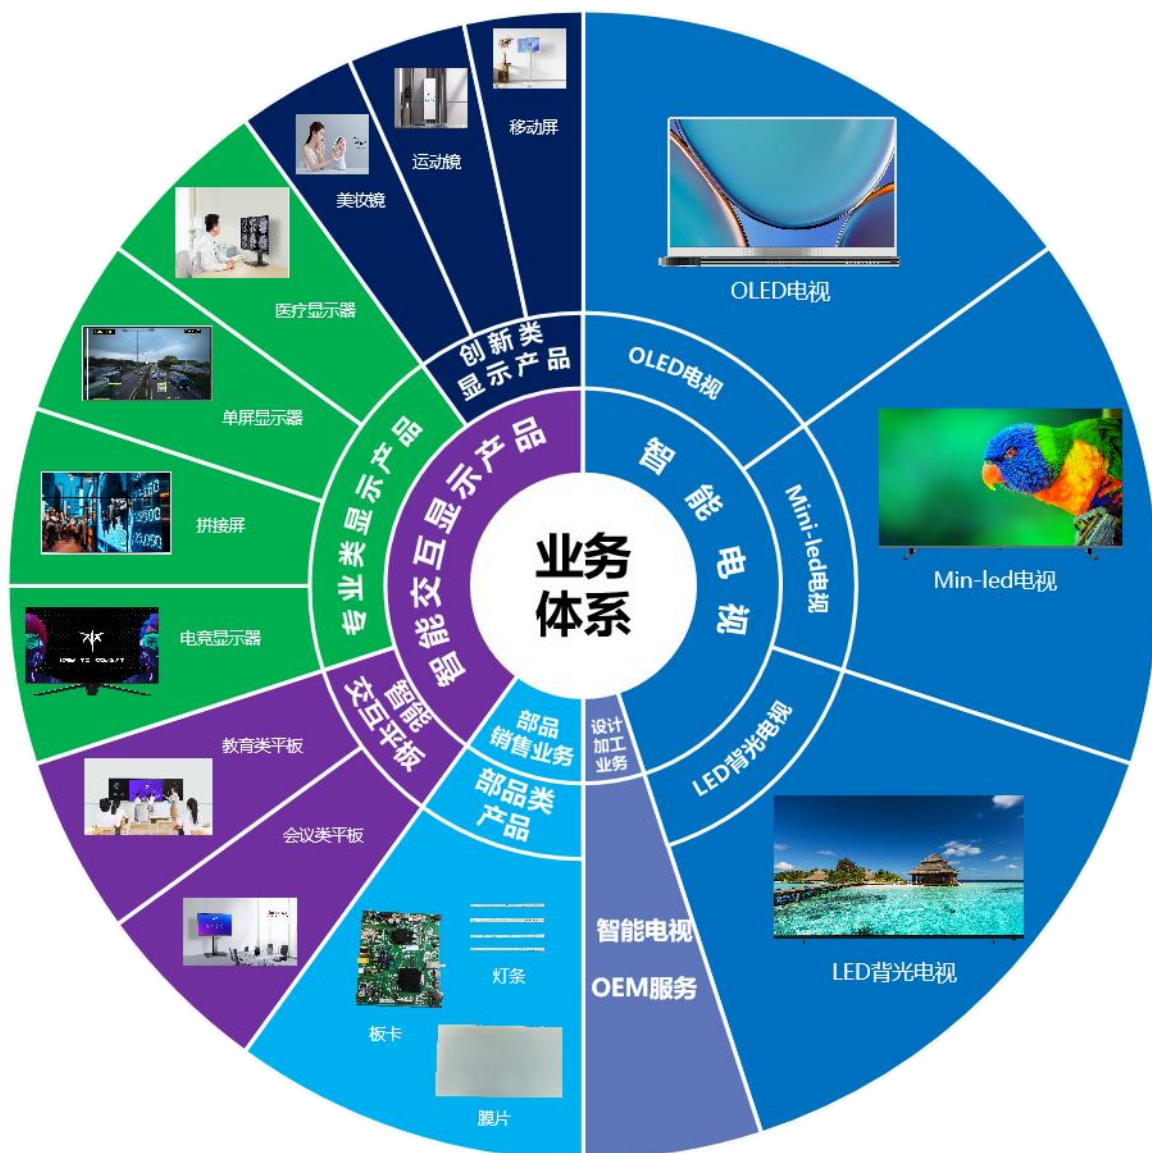 业务
体系
智能电视
OLED电视
OLED电视
Mini-led电视
Min-led电视
LED背光电视
LED背光电视
设计
加工
业务
智能电视
OEM服务
部品
销售业务
部品类
产品
灯条
板卡
膜片
智能交互显示产品
智能
交互平板
会议类平板
教育类平板
专业类显示产品
电竞显示器
拼接屏
单屏显示器
医疗显示器
创新类
显示产品
美妆镜
运动镜
移动屏